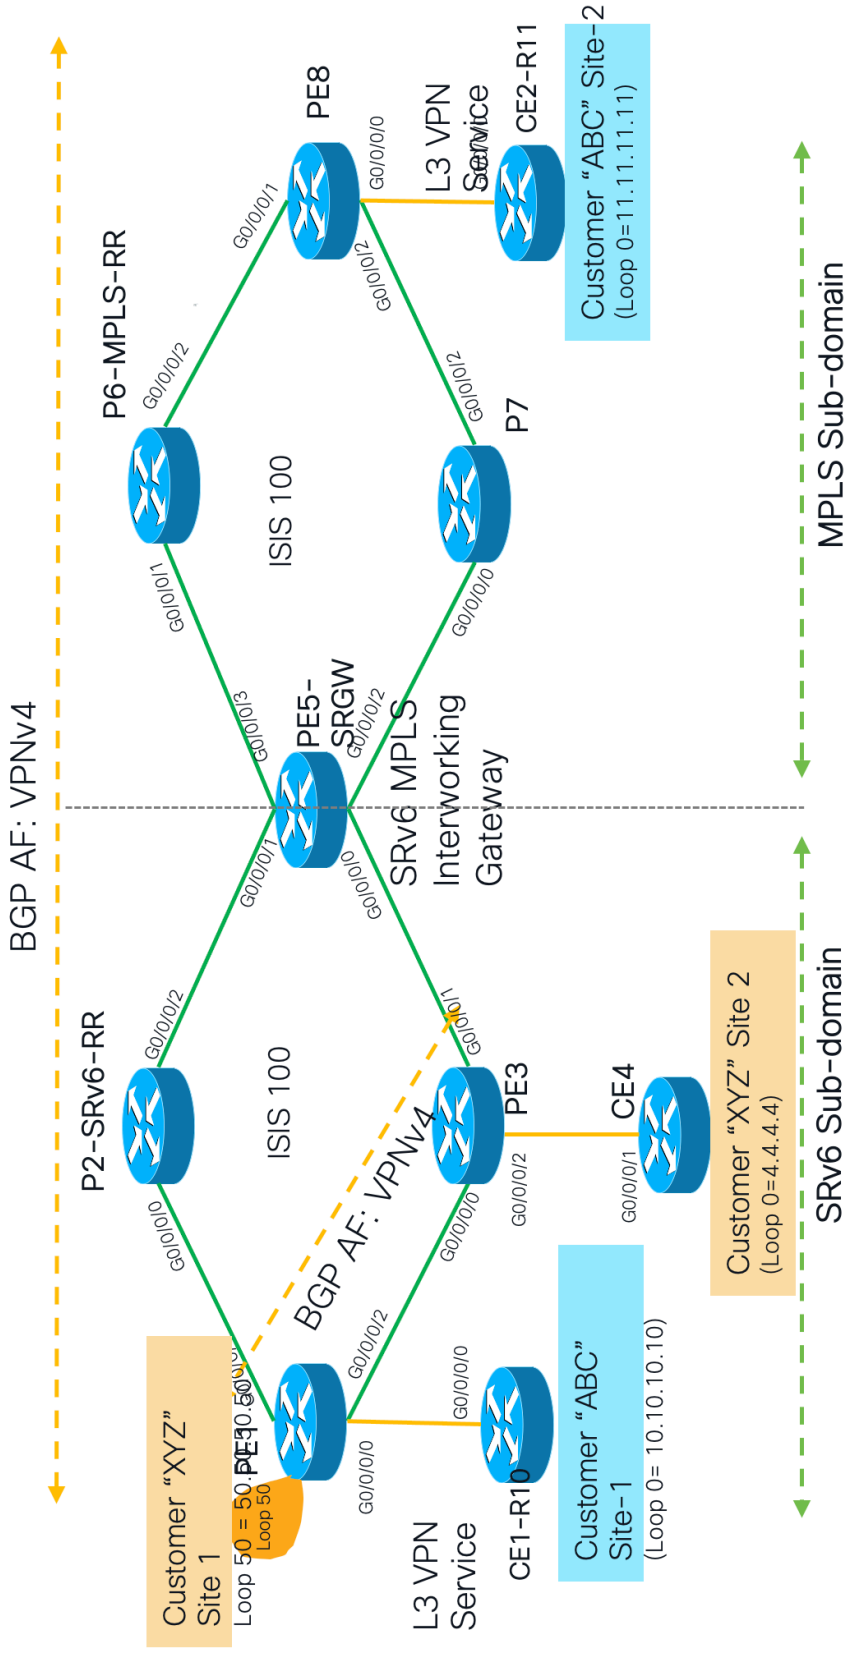 BGP AF: VPNv4
P2-SRv6-RR
P6-MPLS-RR
G0/0/0/0
G0/0/0/2
G0/0/0/1
G0/0/0/2
Customer “XYZ”
Site 1
Loop 50 = 50.50.50.50
Loop 50
PE1
ISIS 100
G0/0/0/1
G0/0/0/3
PE5-
SRGW
ISIS 100
G0/0/0/1
PE8
BGP AF: VPNv4
G0/0/0/0
G0/0/0/2
G0/0/0/0
G0/0/0/2
G0/0/0/2
G0/0/0/0
SRv6 MPLS
Interworking
Gateway
L3 VPN
Service
G0/0/0/0
G0/0/0/0
G0/0/0/1
PE3
G0/0/0/0
G0/0/0/2
P7
L3 VPN
Service
CE1-R10
G0/0/0/2
CE2-R11
Customer “ABC”
Site-1
(Loop 0= 10.10.10.10)
G0/0/0/1
CE4
Customer “ABC” Site-2
(Loop 0=11.11.11.11)
Customer “XYZ” Site 2
(Loop 0=4.4.4.4)
SRv6 Sub-domain
MPLS Sub-domain